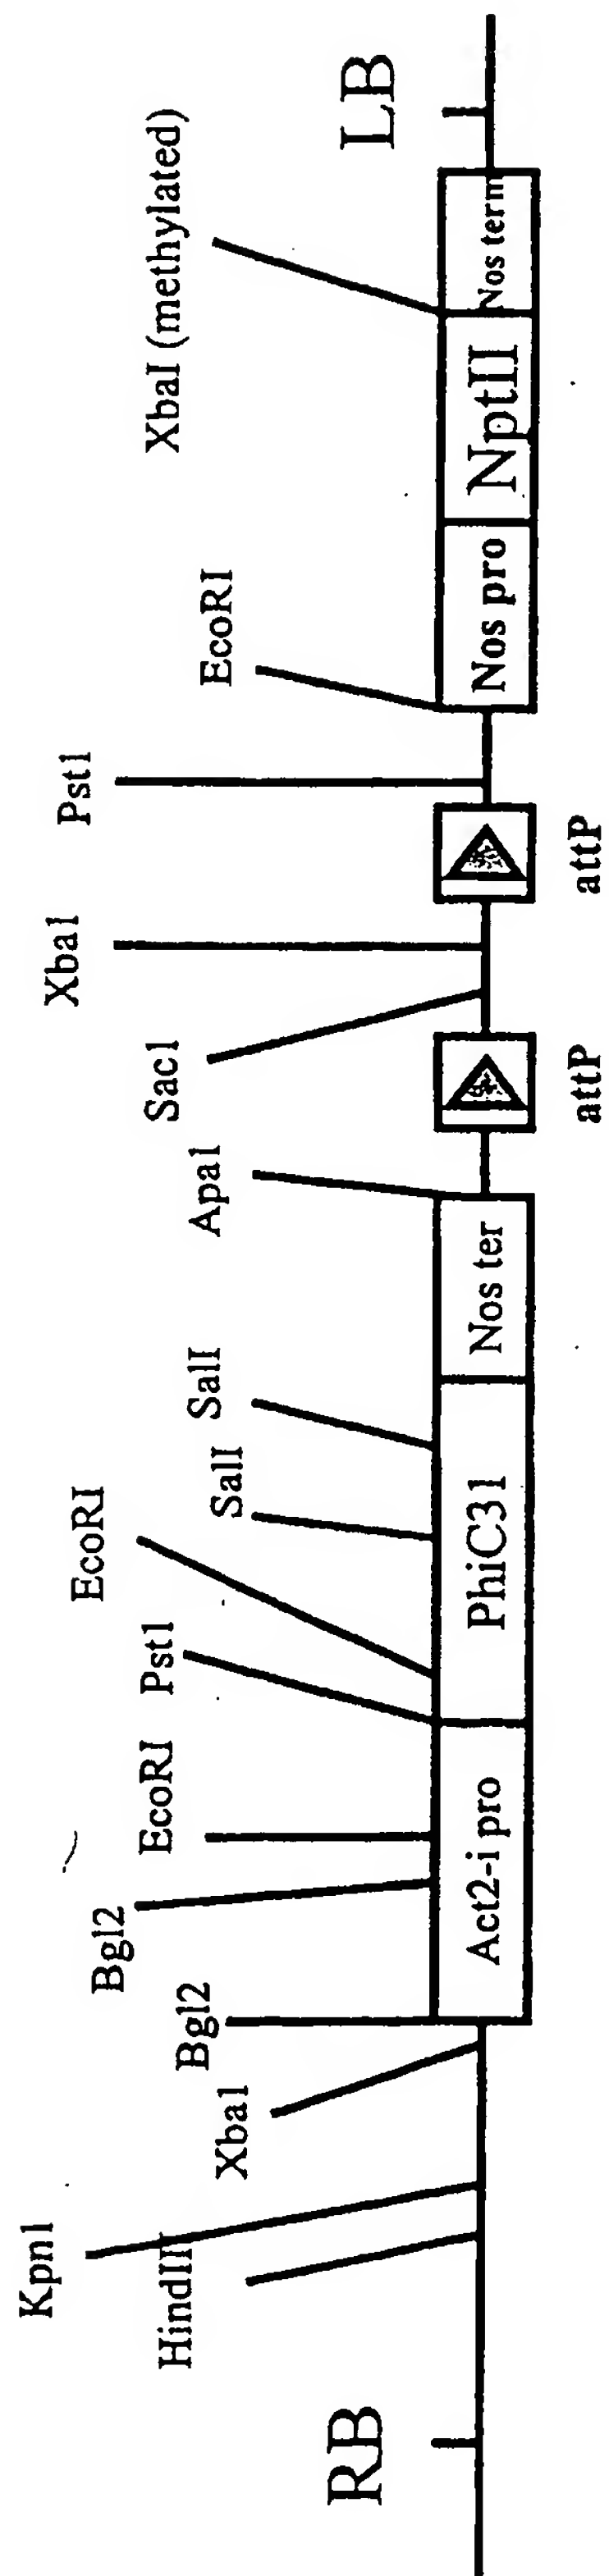 RB
HindIII
Kpn1
Xba1
Bgl2
Bgl2
EcoRI
Pst1
EcoRI
SalI
SalI
Apa1
Sac1
Xba1
Pst1
EcoRI
XbaI (methylated)
LB
Act2-i pro
PhiC31
Nos ter
attP
attP
Nos pro
NptII
Nos term